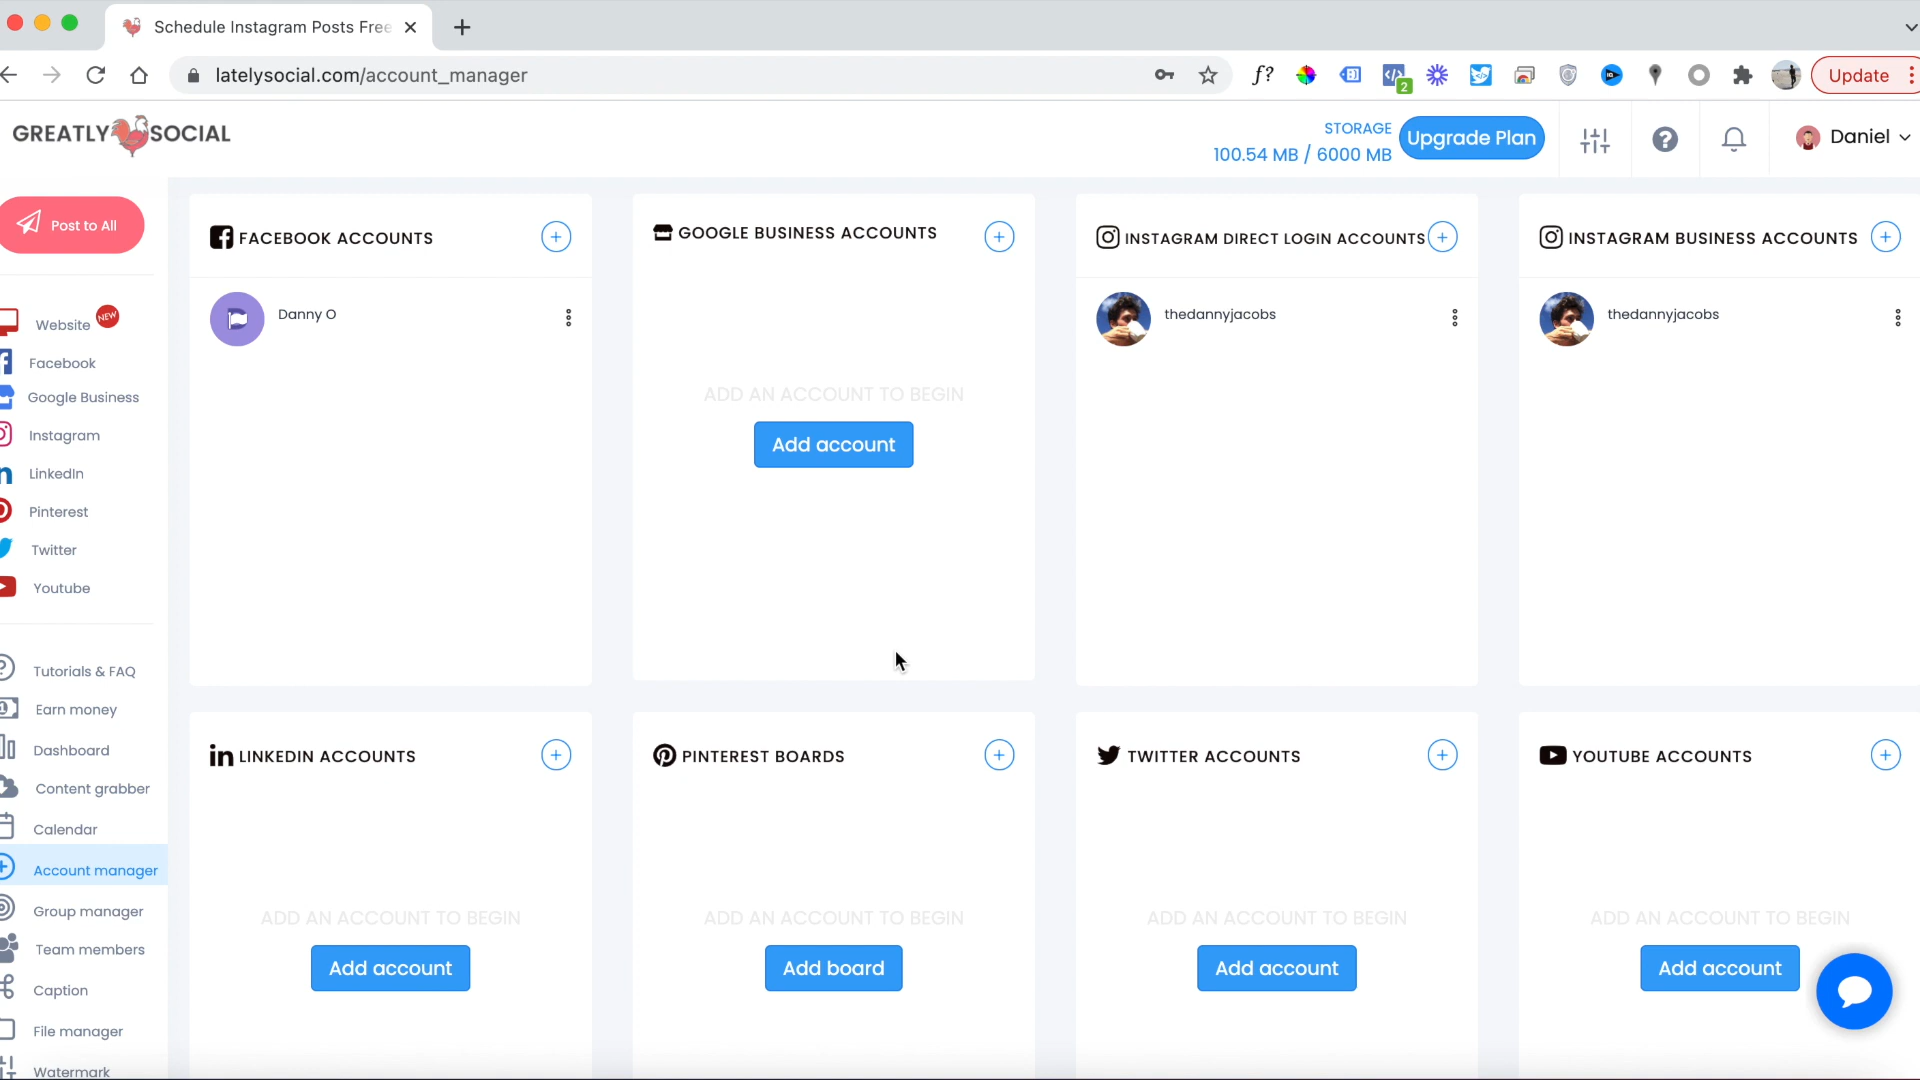 Schedule Instagram Posts Free
latelysocial.com/account_manager
f?
2
Update
GREATLY SOCIAL
STORAGE
100.54 MB / 6000 MB
Upgrade Plan
Daniel
Post to All
Website NEW
Facebook
Google Business
Instagram
LinkedIn
Pinterest
Twitter
Youtube
Tutorials & FAQ
Earn money
Dashboard
Content grabber
Calendar
Account manager
Group manager
Team members
Caption
File manager
Watermark
FACEBOOK ACCOUNTS
Danny O
GOOGLE BUSINESS ACCOUNTS
ADD AN ACCOUNT TO BEGIN
Add account
INSTAGRAM DIRECT LOGIN ACCOUNTS
thedannyjacobs
INSTAGRAM BUSINESS ACCOUNTS
thedannyjacobs
LINKEDIN ACCOUNTS
ADD AN ACCOUNT TO BEGIN
Add account
PINTEREST BOARDS
ADD AN ACCOUNT TO BEGIN
Add board
TWITTER ACCOUNTS
ADD AN ACCOUNT TO BEGIN
Add account
YOUTUBE ACCOUNTS
ADD AN ACCOUNT TO BEGIN
Add account